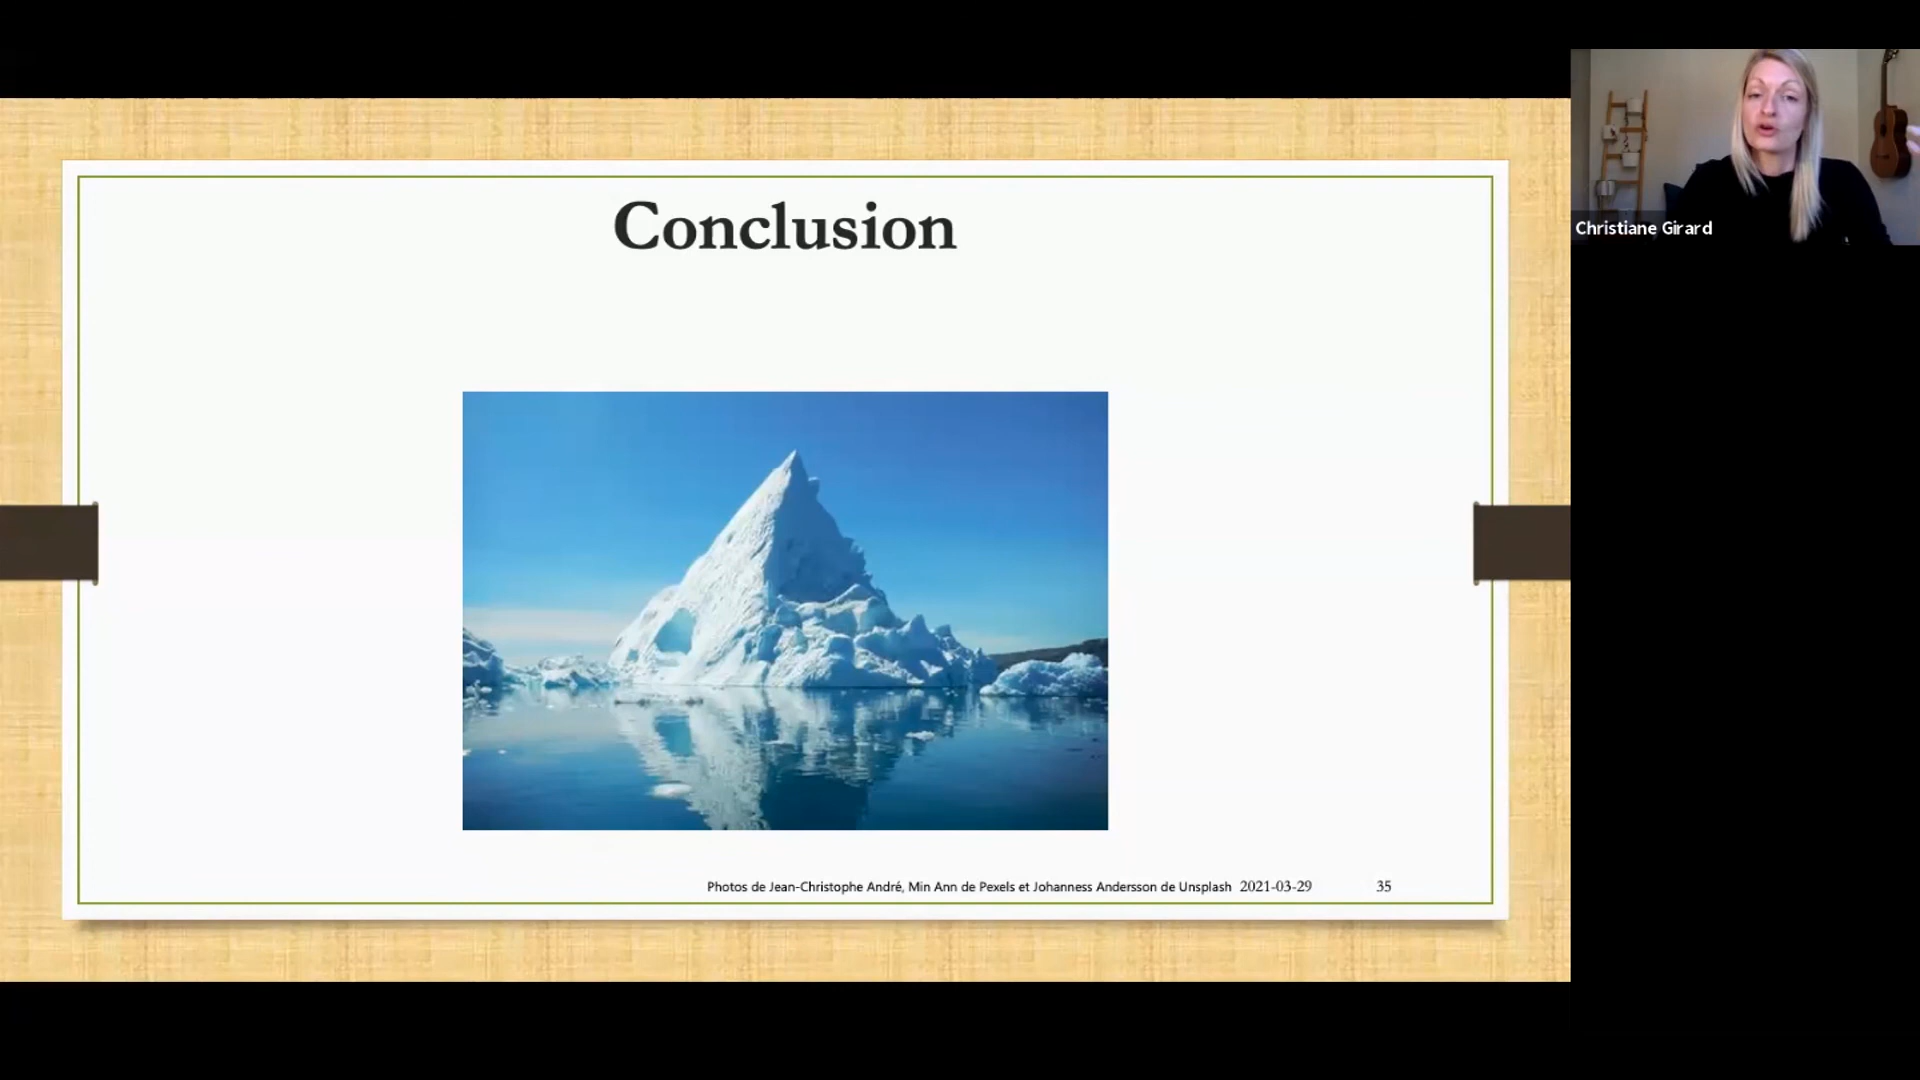 Conclusion
Christiane Girard
Photos de Jean-Christophe André, Min Ann de Pexels et Johanness Andersson de Unsplash 2021-03-29 35